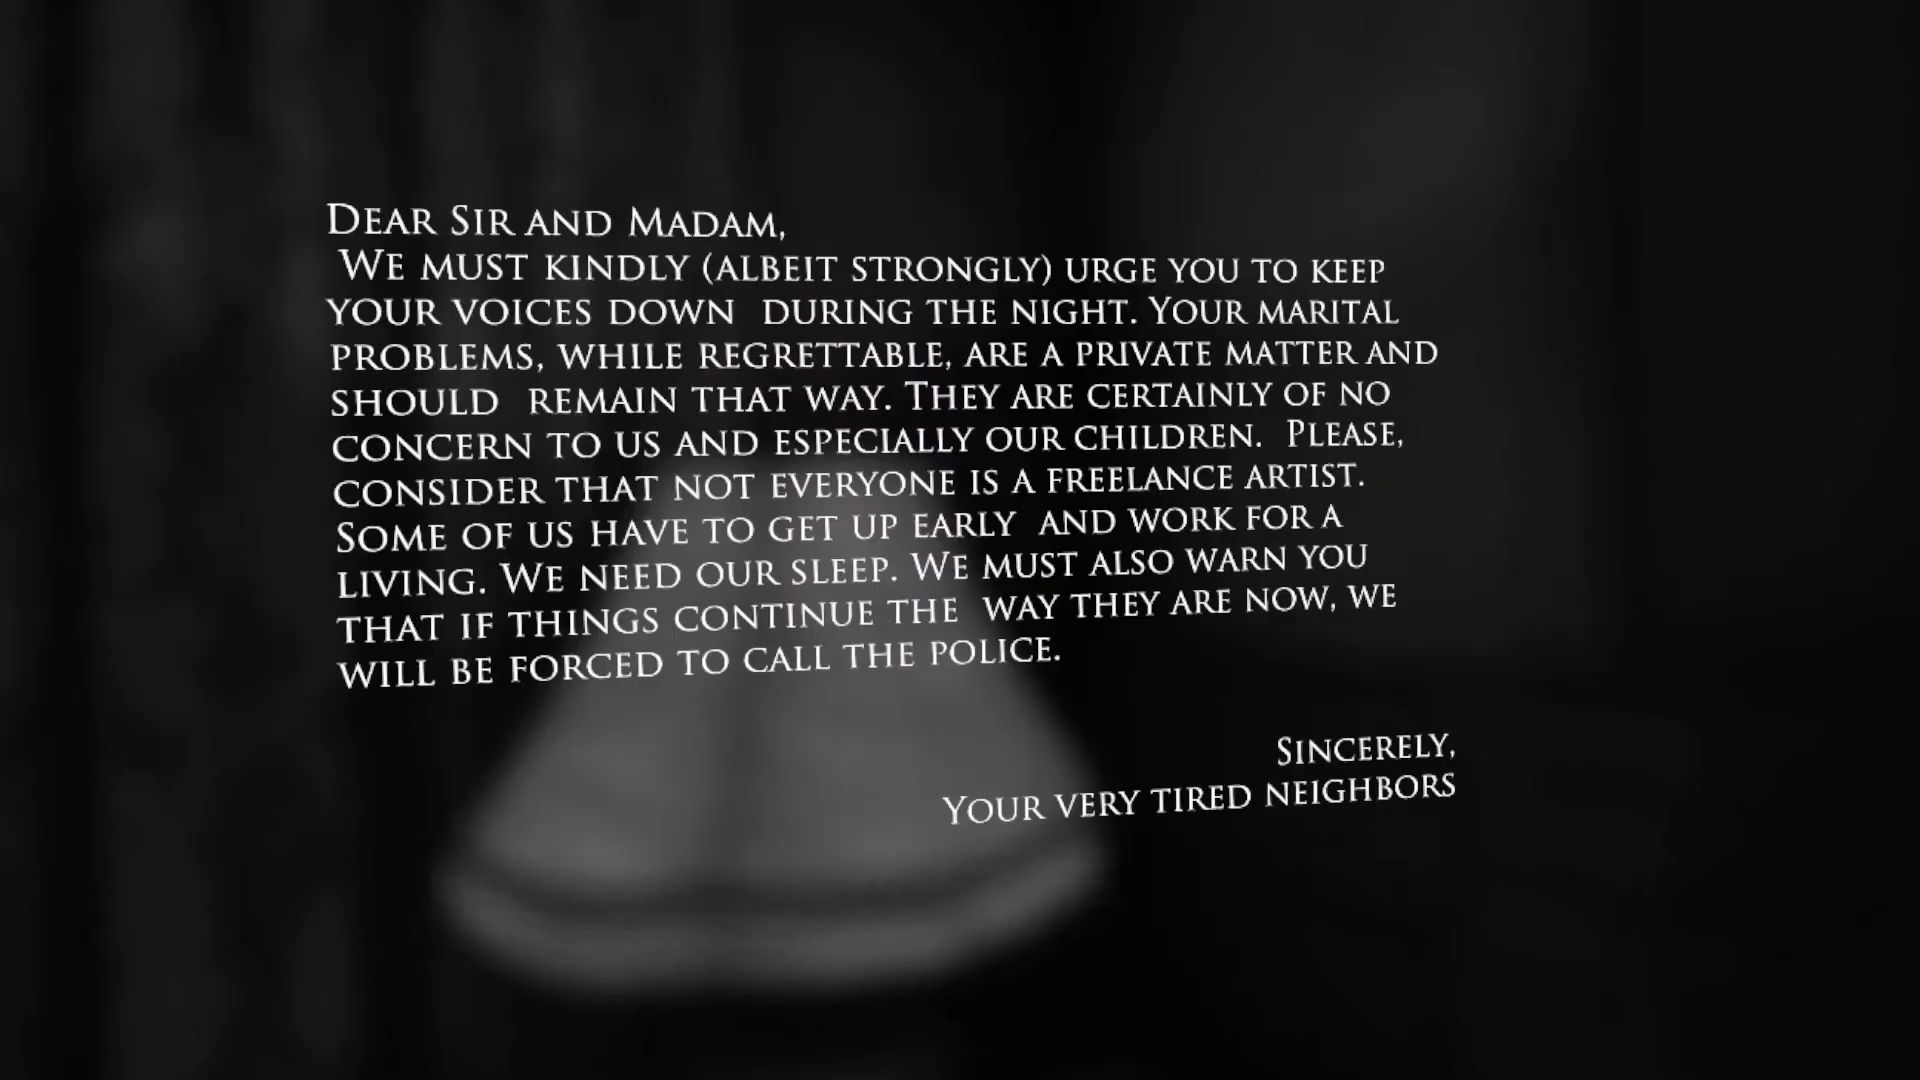 Dear Sir and Madam,
We must kindly (albeit strongly) urge you to keep
your voices down during the night. Your marital
problems, while regrettable, are a private matter and
should remain that way. They are certainly of no
concern to us and especially our children. Please,
consider that not everyone is a freelance artist.
Some of us have to get up early and work for a
living. We need our sleep. We must also warn you
that if things continue the way they are now, we
will be forced to call the police.
Sincerely,
Your very tired neighbors